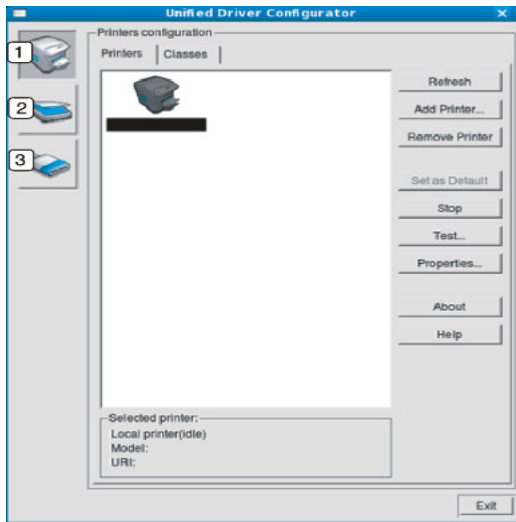 Unified Driver Configurator
Printers configuration
1
2
3
Printers
Classes
Refresh
Add Printer...
Remove Printer
Set as Default
Stop
Test...
Properties...
About
Help
Selected printer:
Local printer(idle)
Model:
URI:
Exit